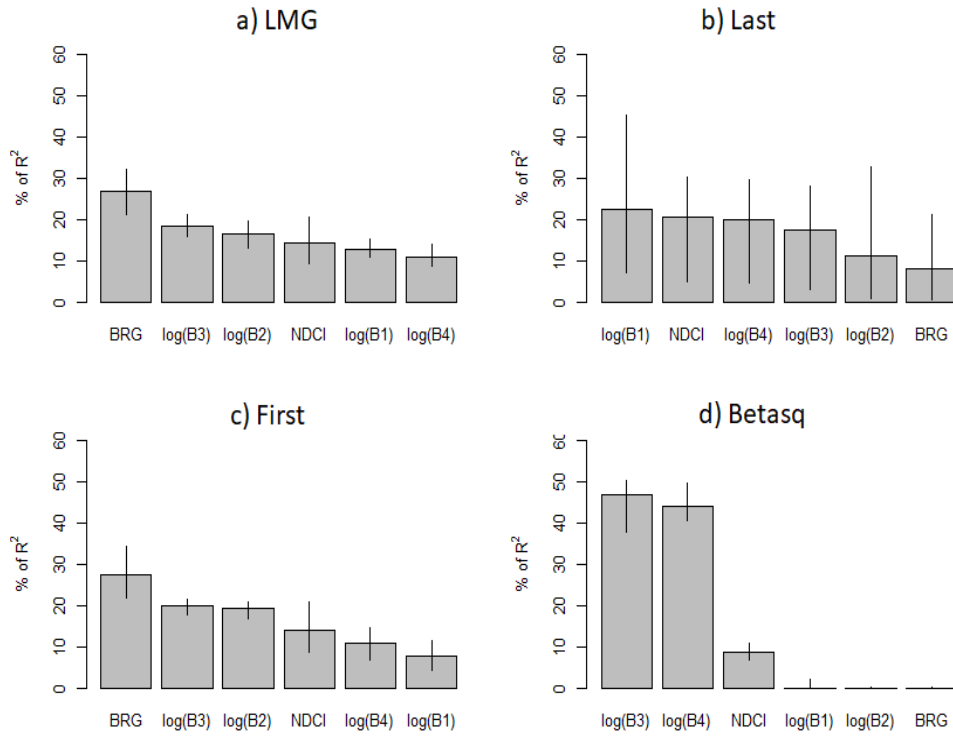 a) LMG
% of R²
60
50
40
30
20
10
0
BRG log(B3) log(B2) NDCI log(B1) log(B4)
b) Last
% of R²
60
50
40
30
20
10
0
log(B1) NDCI log(B4) log(B3) log(B2) BRG
c) First
% of R²
60
50
40
30
20
10
0
BRG log(B3) log(B2) NDCI log(B4) log(B1)
d) Betasq
% of R²
60
50
40
30
20
10
0
log(B3) log(B4) NDCI log(B1) log(B2) BRG